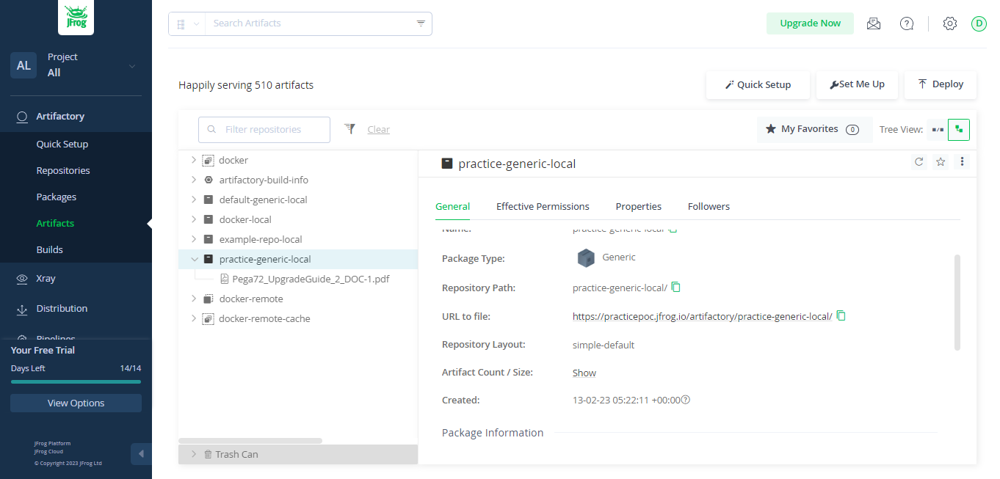 JFrog
AL
Project
All
Artifactory
Quick Setup
Repositories
Packages
Artifacts
Builds
Xray
Distribution
Pipelines
Your Free Trial
Days Left 14/14
View Options
JFrog Platform
JFrog Cloud
© Copyright 2023 JFrog Ltd
Search Artifacts
Upgrade Now
?
D
Happily serving 510 artifacts
Quick Setup
Set Me Up
Deploy
Filter repositories
Clear
My Favorites 0
Tree View:
docker
artifactory-build-info
default-generic-local
docker-local
example-repo-local
practice-generic-local
Pega72_UpgradeGuide_2_DOC-1.pdf
docker-remote
docker-remote-cache
Trash Can
practice-generic-local
General Effective Permissions Properties Followers
Name: practice-generic-local
Package Type: Generic
Repository Path: practice-generic-local/
URL to file: https://practicepoc.jfrog.io/artifactory/practice-generic-local/
Repository Layout: simple-default
Artifact Count / Size: Show
Created: 13-02-23 05:22:11 +00:00
Package Information